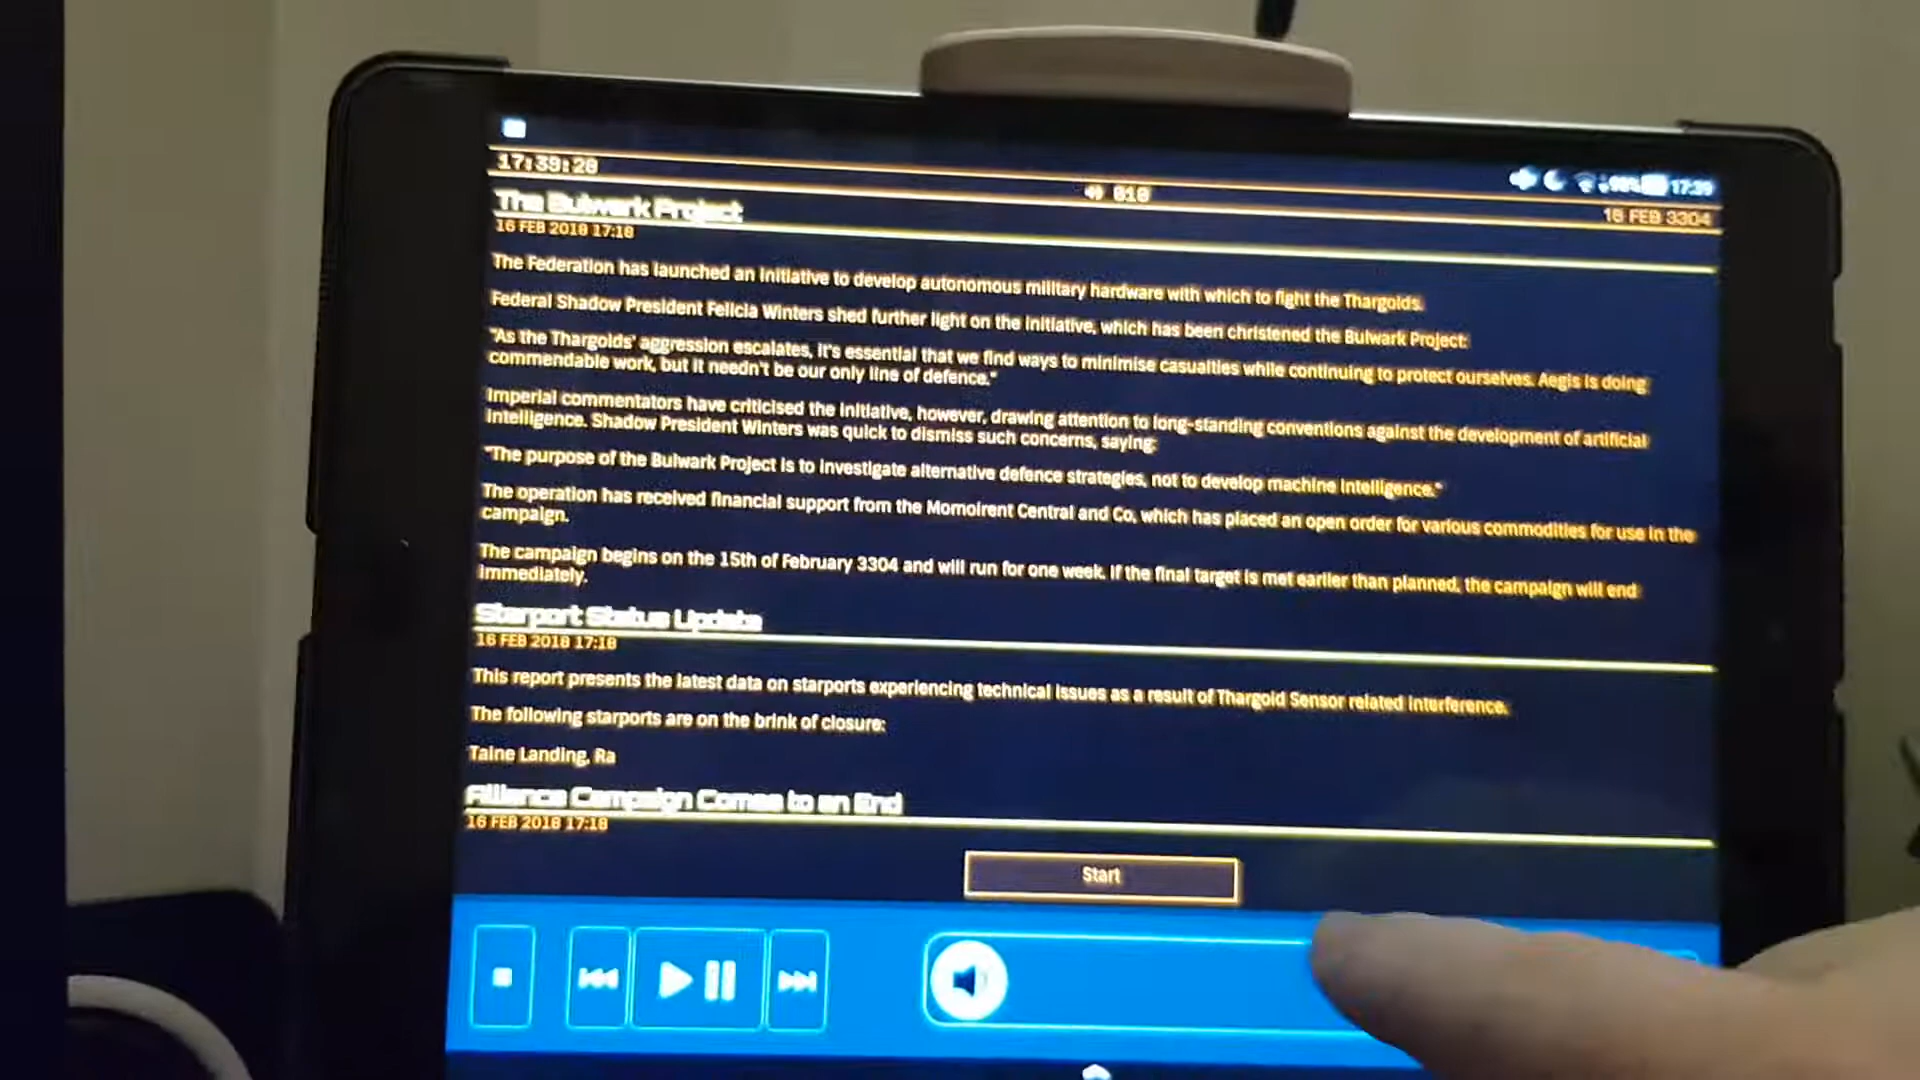 17:39:20
010
98% 17:39
16 FEB 3304
The Bulwark Project
16 FEB 2018 17:18
The Federation has launched an initiative to develop autonomous military hardware with which to fight the Thargoids.
Federal Shadow President Felicia Winters shed further light on the initiative, which has been christened the Bulwark Project:
"As the Thargoids' aggression escalates, it's essential that we find ways to minimise casualties while continuing to protect ourselves. Aegis is doing
commendable work, but it needn't be our only line of defence."
Imperial commentators have criticised the initiative, however, drawing attention to long-standing conventions against the development of artificial
intelligence. Shadow President Winters was quick to dismiss such concerns, saying:
"The purpose of the Bulwark Project is to investigate alternative defence strategies, not to develop machine intelligence."
The operation has received financial support from the Momoirent Central and Co, which has placed an open order for various commodities for use in the
campaign.
The campaign begins on the 15th of February 3304 and will run for one week. If the final target is met earlier than planned, the campaign will end
immediately.
Starport Status Update
16 FEB 2018 17:18
This report presents the latest data on starports experiencing technical issues as a result of Thargoid Sensor related interference.
The following starports are on the brink of closure:
Taine Landing, Ra
Alliance Campaign Comes to an End
16 FEB 2018 17:18
Start